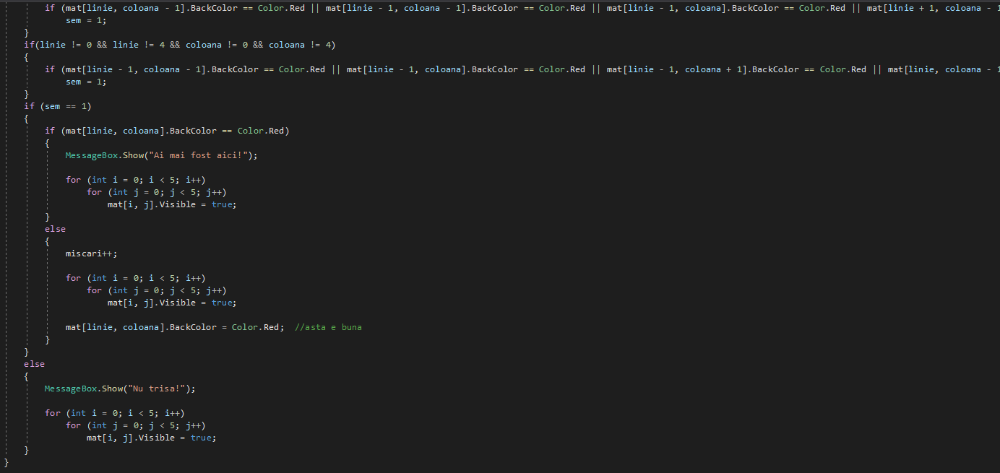 if (mat[linie, coloana - 1].BackColor == Color.Red || mat[linie - 1, coloana - 1].BackColor == Color.Red || mat[linie - 1, coloana].BackColor == Color.Red || mat[linie + 1, coloana - 1
sem = 1;
}
if(linie != 0 && linie != 4 && coloana != 0 && coloana != 4)
{
if (mat[linie - 1, coloana - 1].BackColor == Color.Red || mat[linie - 1, coloana].BackColor == Color.Red || mat[linie - 1, coloana + 1].BackColor == Color.Red || mat[linie, coloana - 1
sem = 1;
}
if (sem == 1)
{
if (mat[linie, coloana].BackColor == Color.Red)
{
MessageBox.Show("Ai mai fost aici!");
for (int i = 0; i < 5; i++)
for (int j = 0; j < 5; j++)
mat[i, j].Visible = true;
}
else
{
miscari++;
for (int i = 0; i < 5; i++)
for (int j = 0; j < 5; j++)
mat[i, j].Visible = true;
mat[linie, coloana].BackColor = Color.Red;  //asta e buna
}
}
else
{
MessageBox.Show("Nu trisa!");
for (int i = 0; i < 5; i++)
for (int j = 0; j < 5; j++)
mat[i, j].Visible = true;
}
}